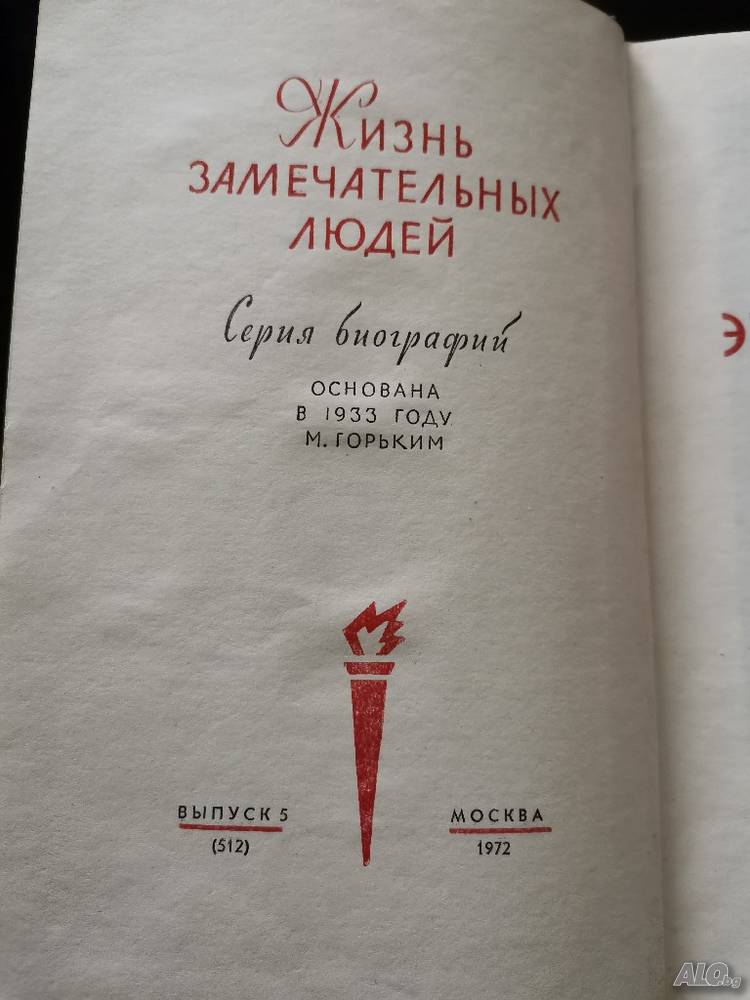 Жизнь
ЗАМЕЧАТЕЛЬНЫХ
ЛЮДЕЙ
Серия биографий
ОСНОВАНА
В 1933 ГОДУ
М. ГОРЬКИМ
ВЫПУСК 5
(512)
МОСКВА
1972
Э
ALO.bg